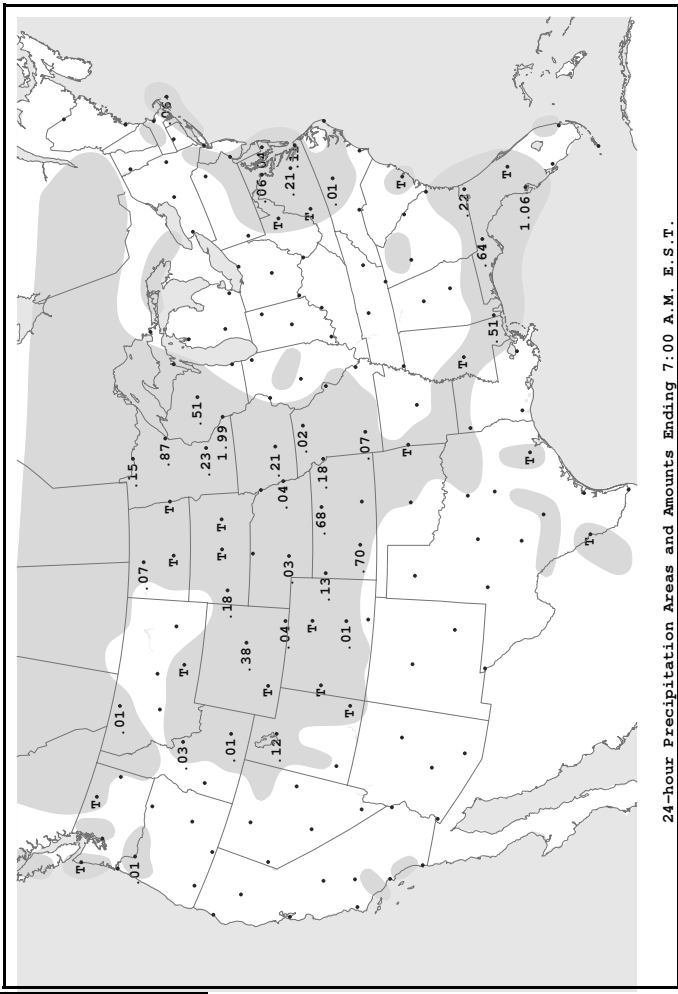 T
T
.01
.15
.01
.07
.06
.87
T
T
.03
T
.51
.23
1.99
T
T
.18
.01
.38
.06
.04
T
.21
.12
T
.04
.04
.03
.21
.02
T
T
T
.68
.18
.13
.01
.01
T
.70
.07
T
T
T
.22
.64
.51
T
1.06
T
T
24-hour Precipitation Areas and Amounts Ending 7:00 A.M. E.S.T.